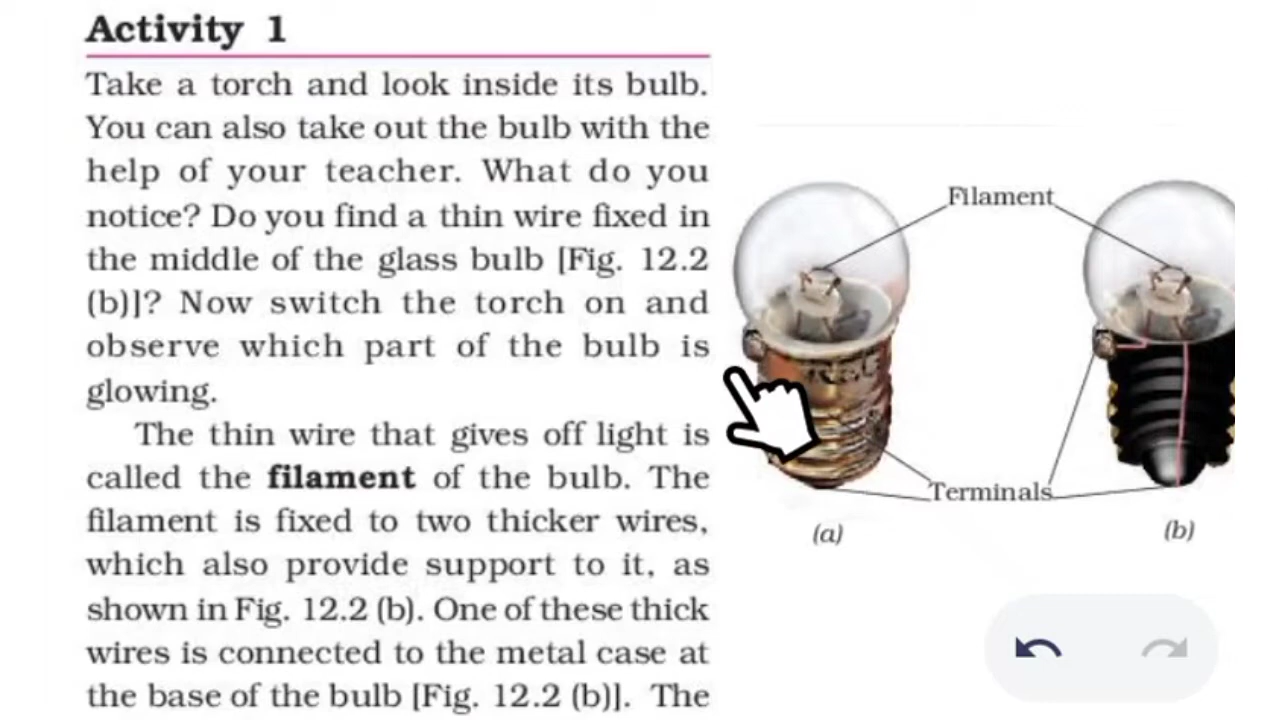 Activity 1
Take a torch and look inside its bulb.
You can also take out the bulb with the
help of your teacher. What do you
notice? Do you find a thin wire fixed in
the middle of the glass bulb [Fig. 12.2
(b)]? Now switch the torch on and
observe which part of the bulb is
glowing.
The thin wire that gives off light is
called the filament of the bulb. The
filament is fixed to two thicker wires,
which also provide support to it, as
shown in Fig. 12.2 (b). One of these thick
wires is connected to the metal case at
the base of the bulb [Fig. 12.2 (b)]. The
Filament
Terminals
(a)
(b)